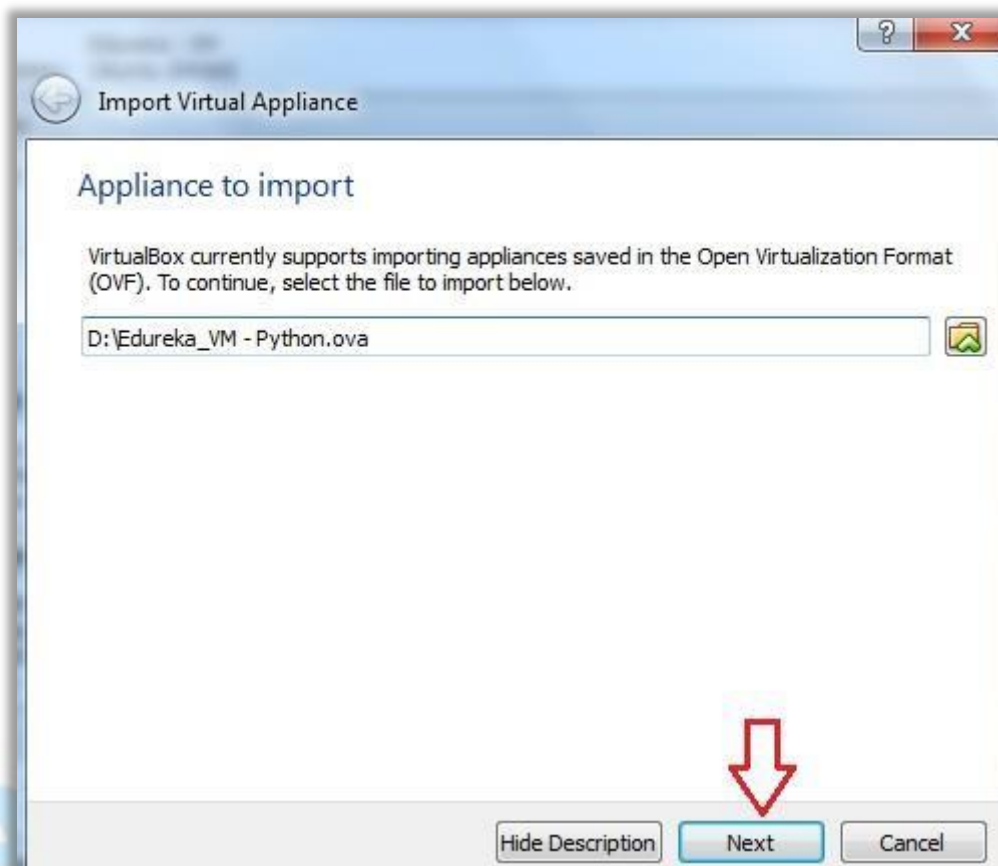 Import Virtual Appliance
Appliance to import
VirtualBox currently supports importing appliances saved in the Open Virtualization Format
(OVF). To continue, select the file to import below.
D:\Edureka_VM - Python.ova
Hide Description Next Cancel